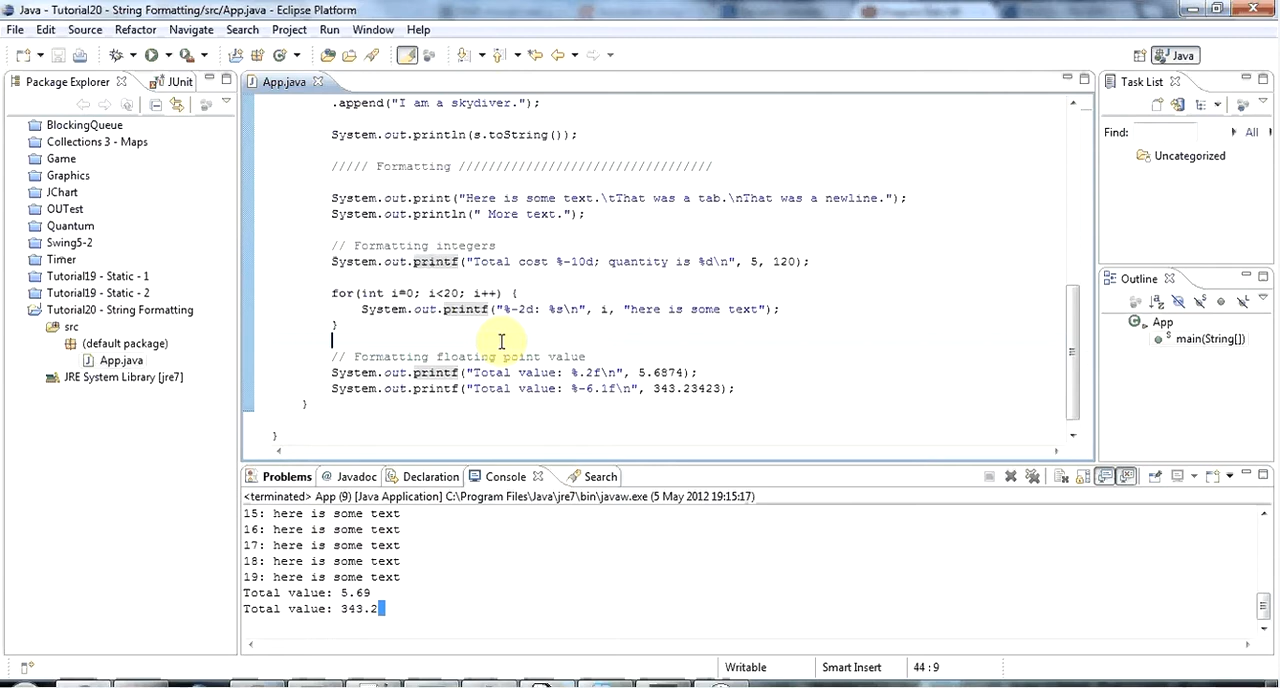 Java - Tutorial20 - String Formatting/src/App.java - Eclipse Platform
File Edit Source Refactor Navigate Search Project Run Window Help
Java
Package Explorer JUnit
BlockingQueue
Collections 3 - Maps
Game
Graphics
JChart
OUTest
Quantum
Swing5-2
Timer
Tutorial19 - Static - 1
Tutorial19 - Static - 2
Tutorial20 - String Formatting
src
(default package)
App.java
JRE System Library [jre7]
App.java
.append("I am a skydiver.");
System.out.println(s.toString());
///// Formatting //////////////////////////////////
System.out.print("Here is some text.\tThat was a tab.\nThat was a newline.");
System.out.println(" More text.");
// Formatting integers
System.out.printf("Total cost %-10d; quantity is %d\n", 5, 120);
for(int i=0; i<20; i++) {
System.out.printf("%-2d: %s\n", i, "here is some text");
}
// Formatting floating point value
System.out.printf("Total value: %.2f\n", 5.6874);
System.out.printf("Total value: %-6.1f\n", 343.23423);
}
}
Task List
Find: All
Uncategorized
Outline
App
main(String[])
Problems @ Javadoc Declaration Console Search
<terminated> App (9) [Java Application] C:\Program Files\Java\jre7\bin\javaw.exe (5 May 2012 19:15:17)
15: here is some text
16: here is some text
17: here is some text
18: here is some text
19: here is some text
Total value: 5.69
Total value: 343.2
Writable Smart Insert 44 : 9